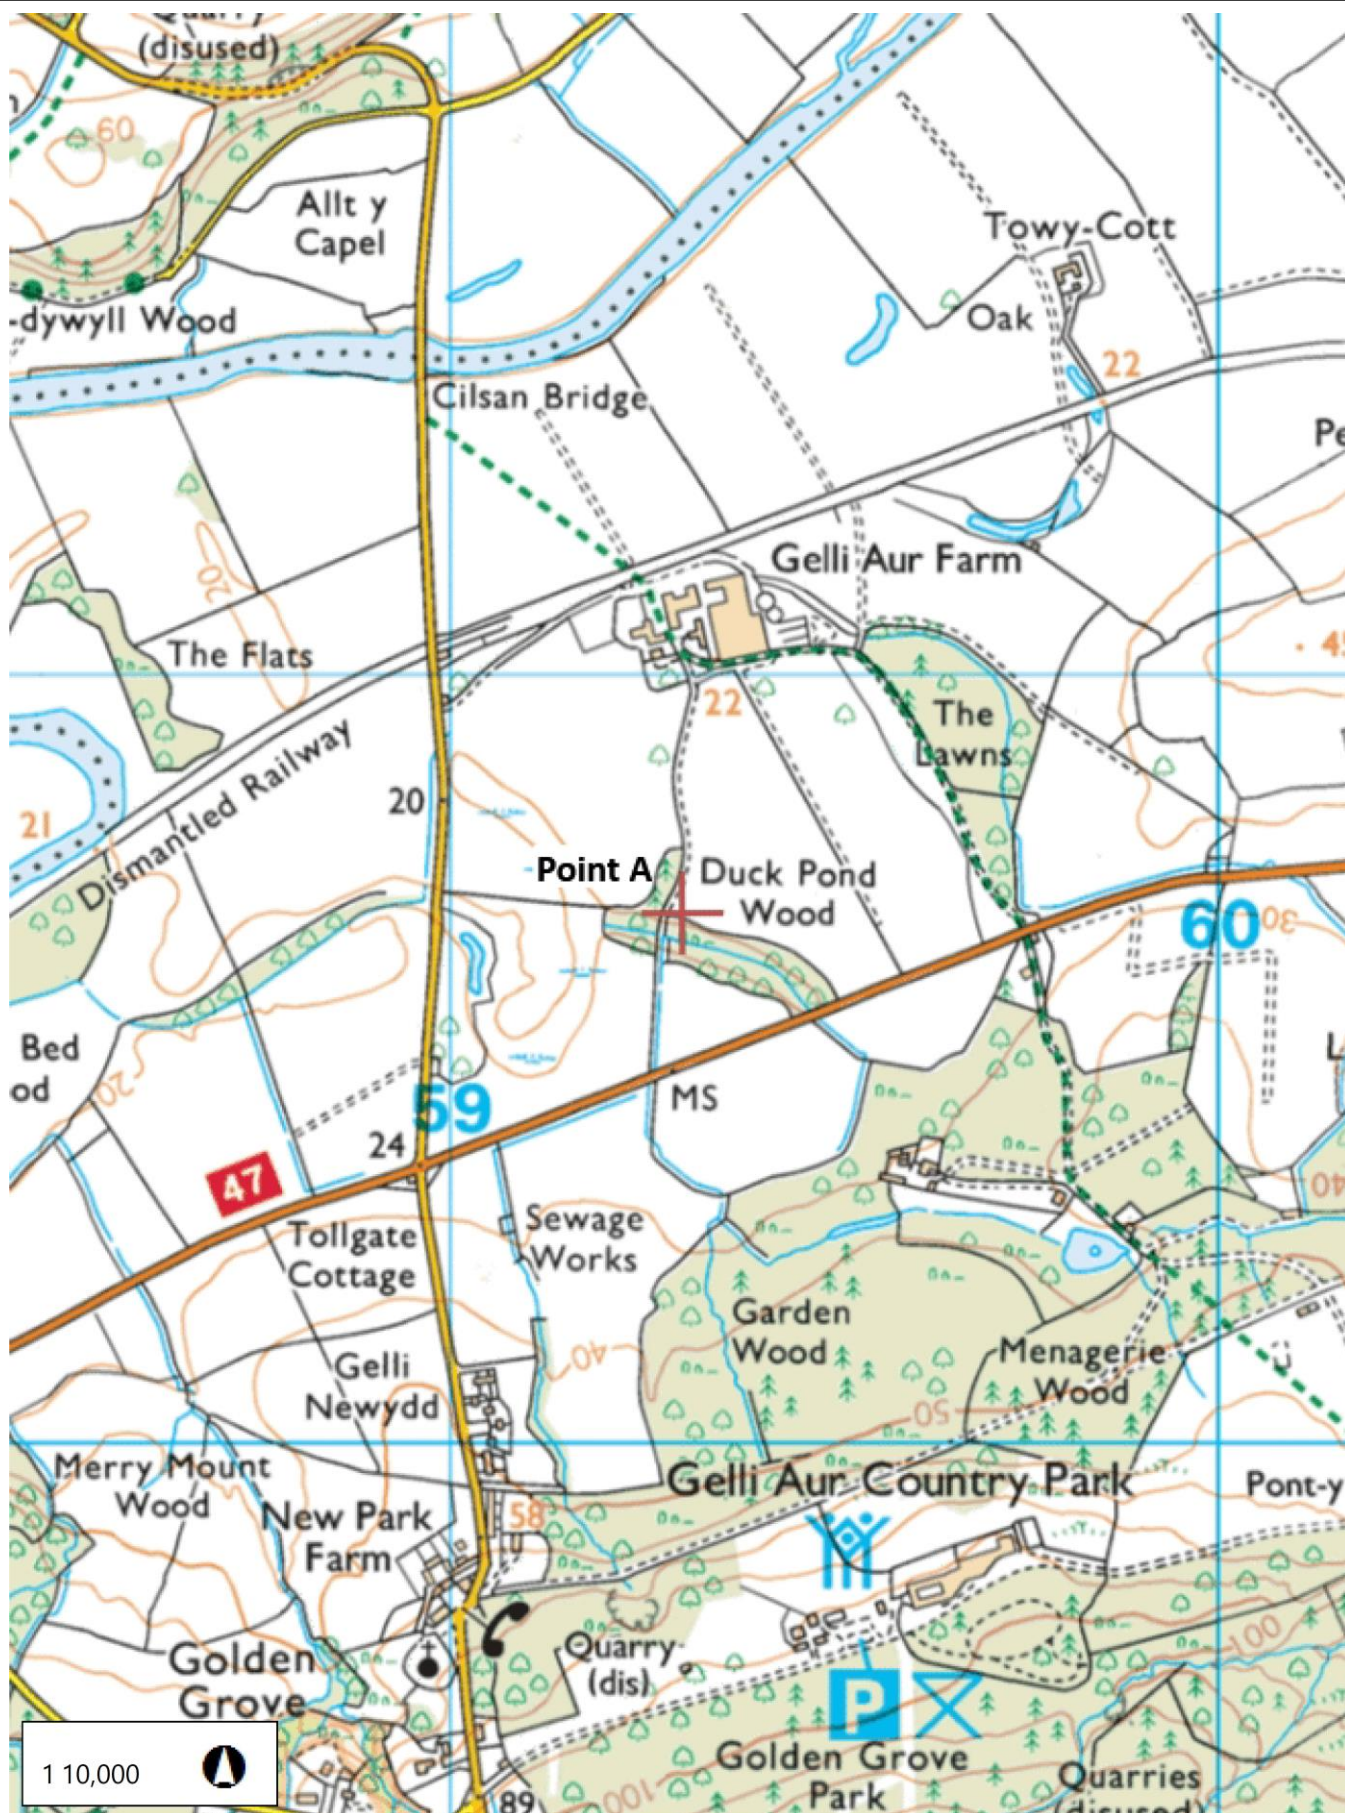 (disused)
60
Allt y
Capel
Towy-Cott
Oak
-dywyll Wood
22
Cilsan Bridge
Pe
20
Gelli Aur Farm
The Flats
22
The
Lawns
Dismantled Railway
20
21
Point A
Duck Pond
Wood
60
30
Bed
od
20
59
MS
24
47
40
Tollgate
Cottage
Sewage
Works
Garden
Wood
Menagerie
Wood
40
Gelli
Newydd
50
Merry Mount
Wood
Gelli Aur Country Park
Pont-y
New Park
Farm
58
Quarry
(dis)
100
Golden
Grove
P
Golden Grove
Park
100
Quarries
(disused)
89
1 10,000